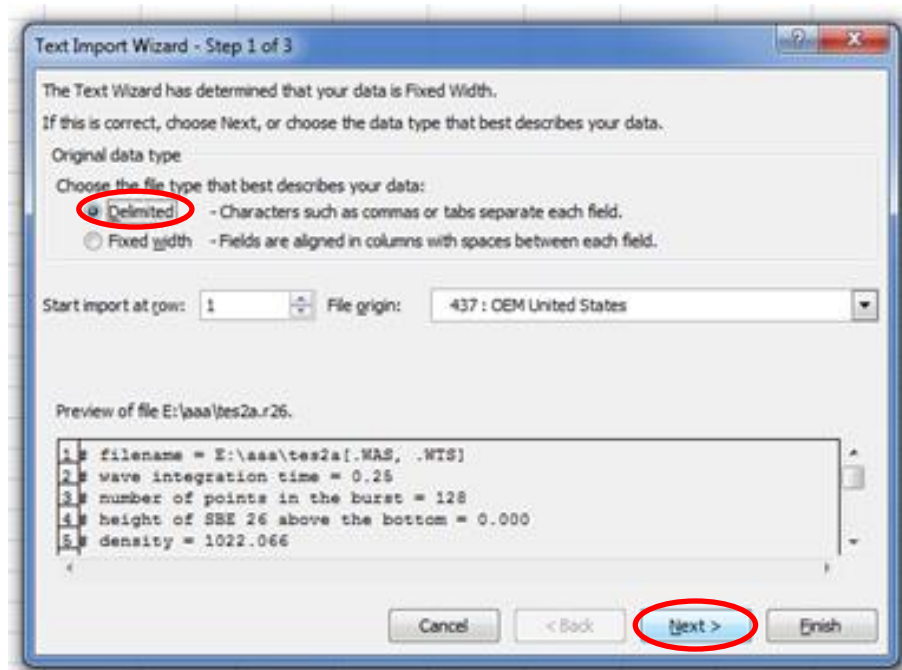 Text Import Wizard - Step 1 of 3
The Text Wizard has determined that your data is Fixed Width.
If this is correct, choose Next, or choose the data type that best describes your data.
Original data type
Choose the file type that best describes your data:
Delimited - Characters such as commas or tabs separate each field.
Fixed width - Fields are aligned in columns with spaces between each field.
Start import at row: 1 File origin: 437 : OEM United States
Preview of file E:\aaa\tes2a.r26.
1 # filename = E:\aaa\tes2a[.WAS, .WTS]
2 # wave integration time = 0.25
3 # number of points in the burst = 128
4 # height of SBE 26 above the bottom = 0.000
5 # density = 1022.066
Cancel < Back Next > Finish